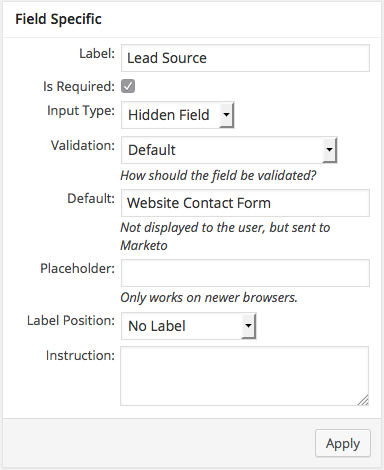 Field Specific
Label: Lead Source
Is Required:
Input Type: Hidden Field
Validation: Default
How should the field be validated?
Default: Website Contact Form
Not displayed to the user, but sent to
Marketo
Placeholder:
Only works on newer browsers.
Label Position: No Label
Instruction:
Apply